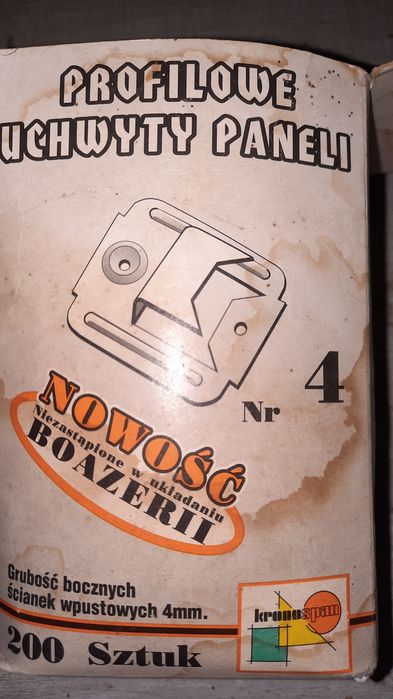 PROFILOWE
UCHWYTY PANELI
Nr 4
NOWOŚĆ
Niezastąpione w układaniu
BOAZERII
Grubość bocznych
ścianek wpustowych 4mm.
kronospan
200 Sztuk